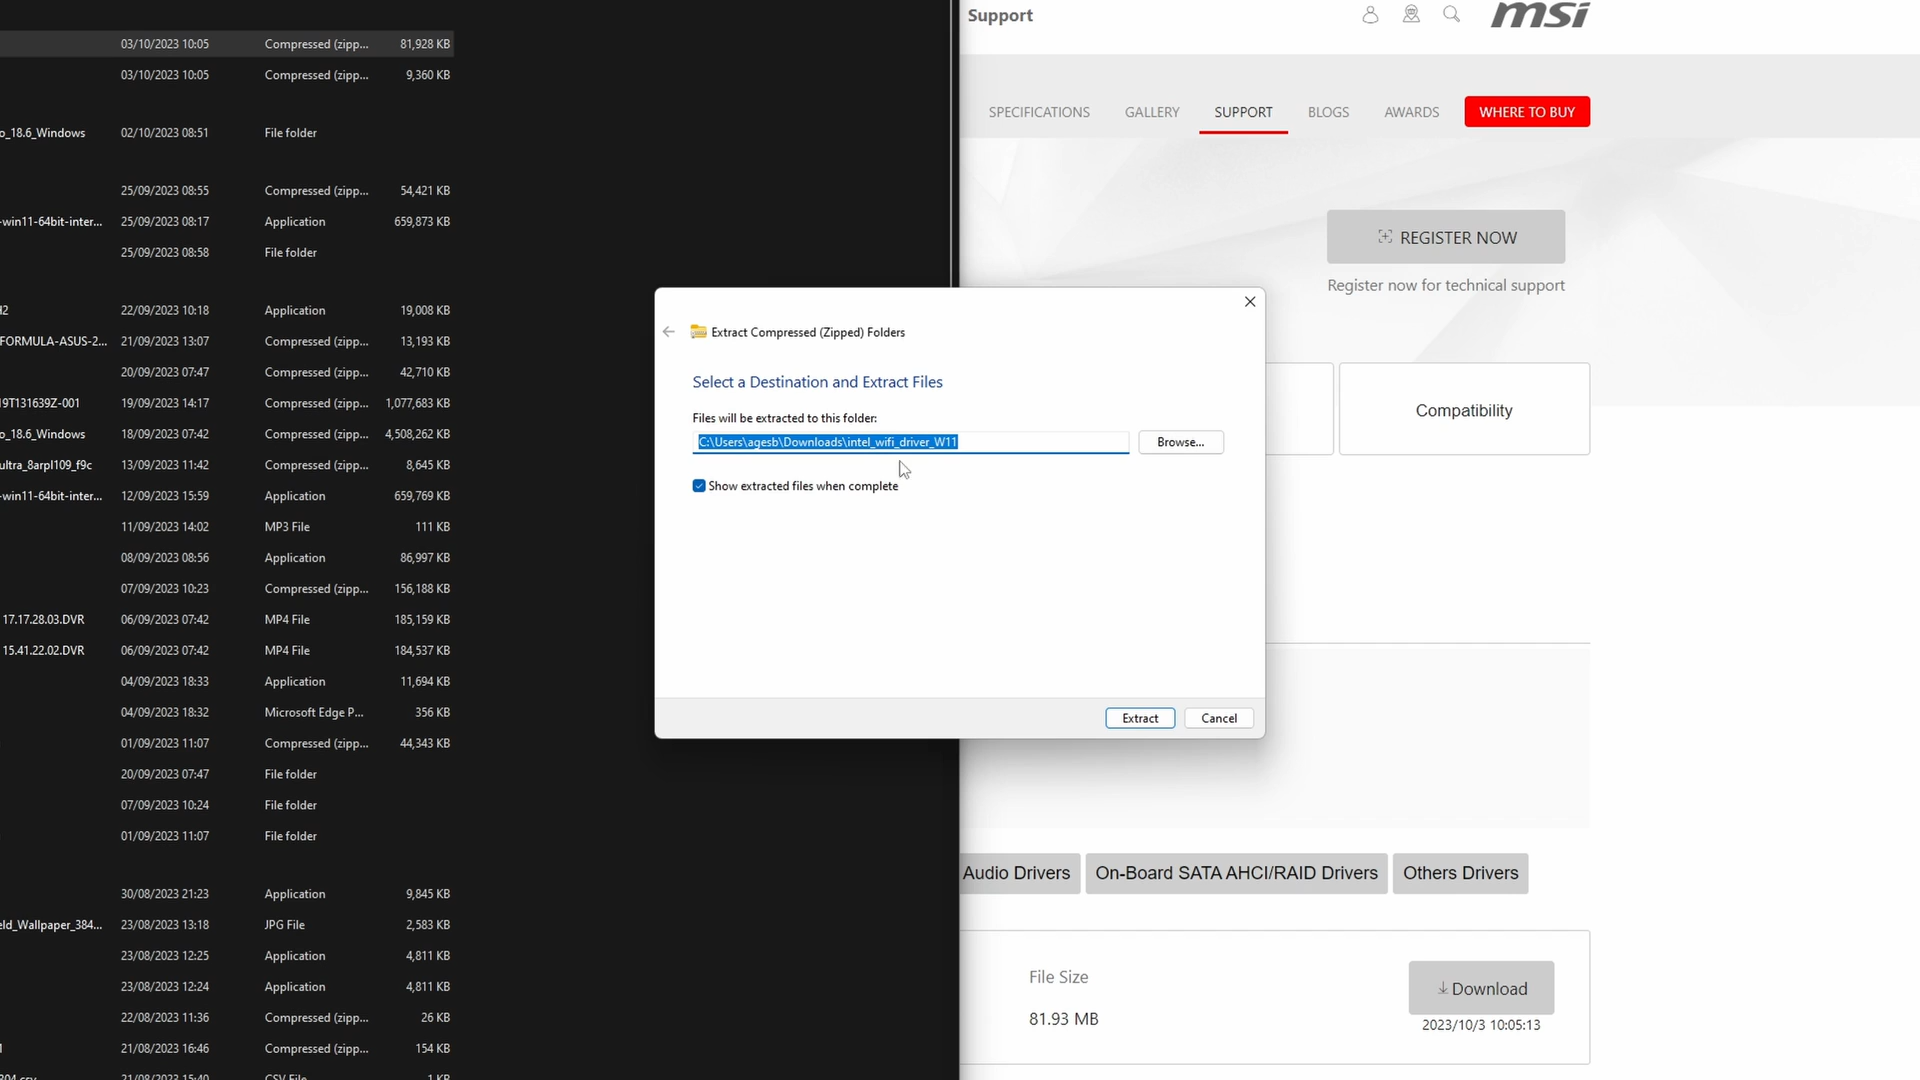 Support
msi
SPECIFICATIONS GALLERY SUPPORT BLOGS AWARDS WHERE TO BUY
REGISTER NOW
Register now for technical support
Compatibility
03/10/2023 10:05 Compressed (zipp... 81,928 KB
03/10/2023 10:05 Compressed (zipp... 9,360 KB
o_18.6_Windows 02/10/2023 08:51 File folder
25/09/2023 08:55 Compressed (zipp... 54,421 KB
-win11-64bit-inter... 25/09/2023 08:17 Application 659,873 KB
25/09/2023 08:58 File folder
H2 22/09/2023 10:18 Application 19,008 KB
FORMULA-ASUS-2... 21/09/2023 13:07 Compressed (zipp... 13,193 KB
20/09/2023 07:47 Compressed (zipp... 42,710 KB
19T131639Z-001 19/09/2023 14:17 Compressed (zipp... 1,077,683 KB
o_18.6_Windows 18/09/2023 07:42 Compressed (zipp... 4,508,262 KB
ultra_8arpl109_f9c 13/09/2023 11:42 Compressed (zipp... 8,645 KB
-win11-64bit-inter... 12/09/2023 15:59 Application 659,769 KB
11/09/2023 14:02 MP3 File 111 KB
08/09/2023 08:56 Application 86,997 KB
07/09/2023 10:23 Compressed (zipp... 156,188 KB
17.17.28.03.DVR 06/09/2023 07:42 MP4 File 185,159 KB
15.41.22.02.DVR 06/09/2023 07:42 MP4 File 184,537 KB
04/09/2023 18:33 Application 11,694 KB
04/09/2023 18:32 Microsoft Edge P... 356 KB
01/09/2023 11:07 Compressed (zipp... 44,343 KB
20/09/2023 07:47 File folder
07/09/2023 10:24 File folder
01/09/2023 11:07 File folder
30/08/2023 21:23 Application 9,845 KB
eld_Wallpaper_384... 23/08/2023 13:18 JPG File 2,583 KB
23/08/2023 12:25 Application 4,811 KB
23/08/2023 12:24 Application 4,811 KB
22/08/2023 11:36 Compressed (zipp... 26 KB
21/08/2023 16:46 Compressed (zipp... 154 KB
304.csv 21/08/2023 15:40 CSV File 1 KB
Extract Compressed (Zipped) Folders
Select a Destination and Extract Files
Files will be extracted to this folder:
C:\Users\agesb\Downloads\intel_wifi_driver_W11
Browse...
Show extracted files when complete
Extract Cancel
Audio Drivers On-Board SATA AHCI/RAID Drivers Others Drivers
File Size
81.93 MB
Download
2023/10/3 10:05:13